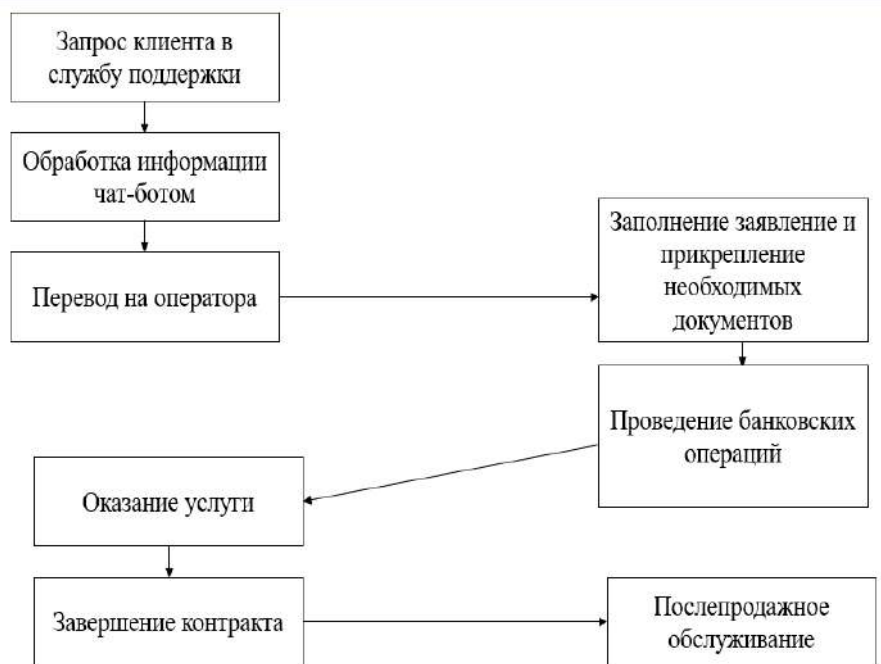 Запрос клиента в
службу поддержки
Обработка информации
чат-ботом
Перевод на оператора
Заполнение заявление и
прикрепление
необходимых
документов
Проведение банковских
операций
Оказание услуги
Завершение контракта
Послепродажное
обслуживание